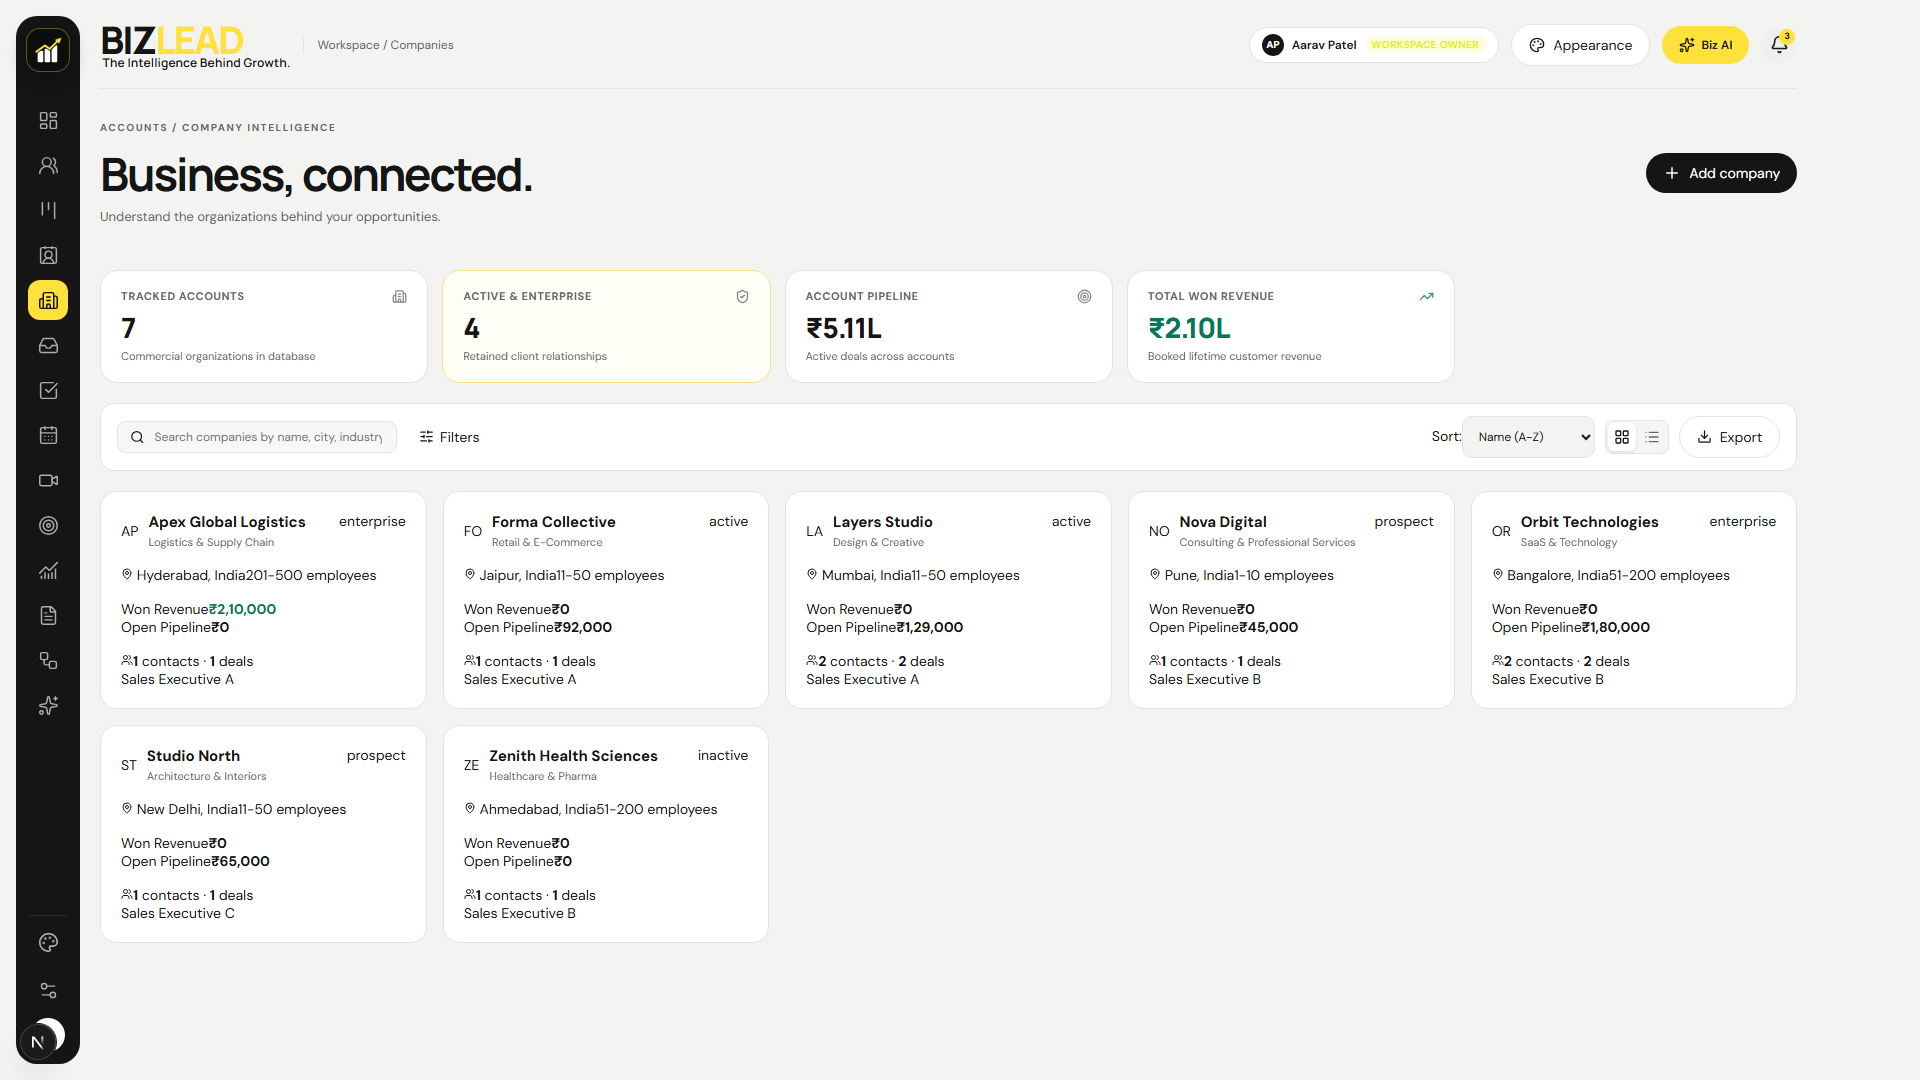 BIZLEAD
The Intelligence Behind Growth.
Workspace / Companies
AP Aarav Patel WORKSPACE OWNER
Appearance
Biz AI
3
ACCOUNTS / COMPANY INTELLIGENCE
Business, connected.
Understand the organizations behind your opportunities.
+ Add company
TRACKED ACCOUNTS
7
Commercial organizations in database
ACTIVE & ENTERPRISE
4
Retained client relationships
ACCOUNT PIPELINE
₹5.11L
Active deals across accounts
TOTAL WON REVENUE
₹2.10L
Booked lifetime customer revenue
Search companies by name, city, industry
Filters
Sort: Name (A-Z)
Export
AP Apex Global Logistics enterprise
Logistics & Supply Chain
Hyderabad, India201-500 employees
Won Revenue₹2,10,000
Open Pipeline₹0
1 contacts · 1 deals
Sales Executive A
FO Forma Collective active
Retail & E-Commerce
Jaipur, India11-50 employees
Won Revenue₹0
Open Pipeline₹92,000
1 contacts · 1 deals
Sales Executive A
LA Layers Studio active
Design & Creative
Mumbai, India11-50 employees
Won Revenue₹0
Open Pipeline₹1,29,000
2 contacts · 2 deals
Sales Executive A
NO Nova Digital prospect
Consulting & Professional Services
Pune, India1-10 employees
Won Revenue₹0
Open Pipeline₹45,000
1 contacts · 1 deals
Sales Executive B
OR Orbit Technologies enterprise
SaaS & Technology
Bangalore, India51-200 employees
Won Revenue₹0
Open Pipeline₹1,80,000
2 contacts · 2 deals
Sales Executive B
ST Studio North prospect
Architecture & Interiors
New Delhi, India11-50 employees
Won Revenue₹0
Open Pipeline₹65,000
1 contacts · 1 deals
Sales Executive C
ZE Zenith Health Sciences inactive
Healthcare & Pharma
Ahmedabad, India51-200 employees
Won Revenue₹0
Open Pipeline₹0
1 contacts · 1 deals
Sales Executive B
N